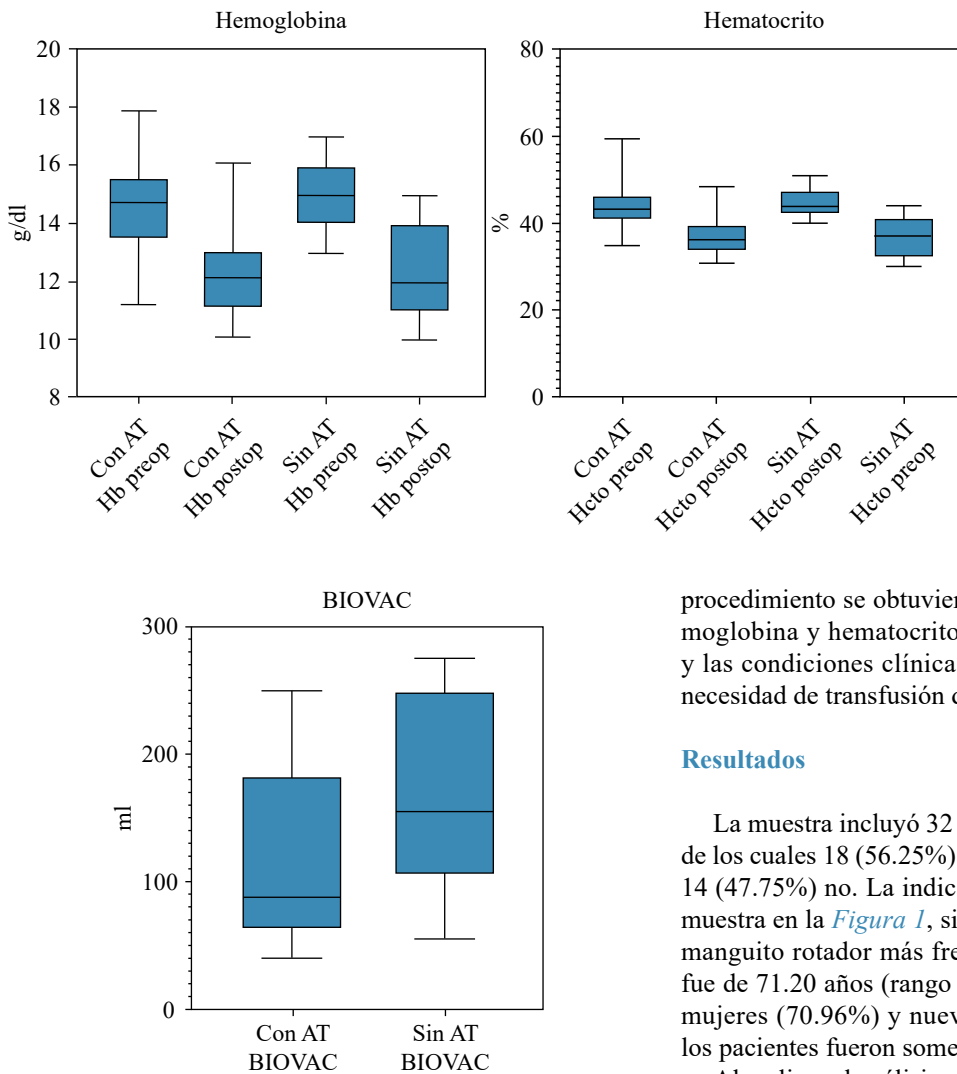 Hemoglobina
20
18
16
14
12
10
8
g/dl
Con AT
Hb preop
Con AT
Hb postop
Sin AT
Hb preop
Sin AT
Hb postop
Hematocrito
80
60
40
20
0
%
Con AT
Hcto preop
Con AT
Hcto postop
Sin AT
Hcto postop
Sin AT
Hcto preop
BIOVAC
300
200
100
0
ml
Con AT
BIOVAC
Sin AT
BIOVAC
procedimiento se obtuvier
moglobina y hematocrito
y las condiciones clínica
necesidad de transfusión
Resultados
La muestra incluyó 32
de los cuales 18 (56.25%)
14 (47.75%) no. La indic
muestra en la Figura 1, si
manguito rotador más fre
fue de 71.20 años (rango
mujeres (70.96%) y nuev
los pacientes fueron some